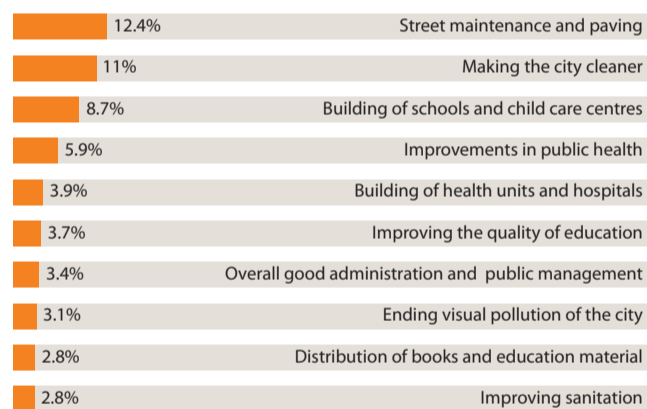 12.4% Street maintenance and paving
11% Making the city cleaner
8.7% Building of schools and child care centres
5.9% Improvements in public health
3.9% Building of health units and hospitals
3.7% Improving the quality of education
3.4% Overall good administration and public management
3.1% Ending visual pollution of the city
2.8% Distribution of books and education material
2.8% Improving sanitation